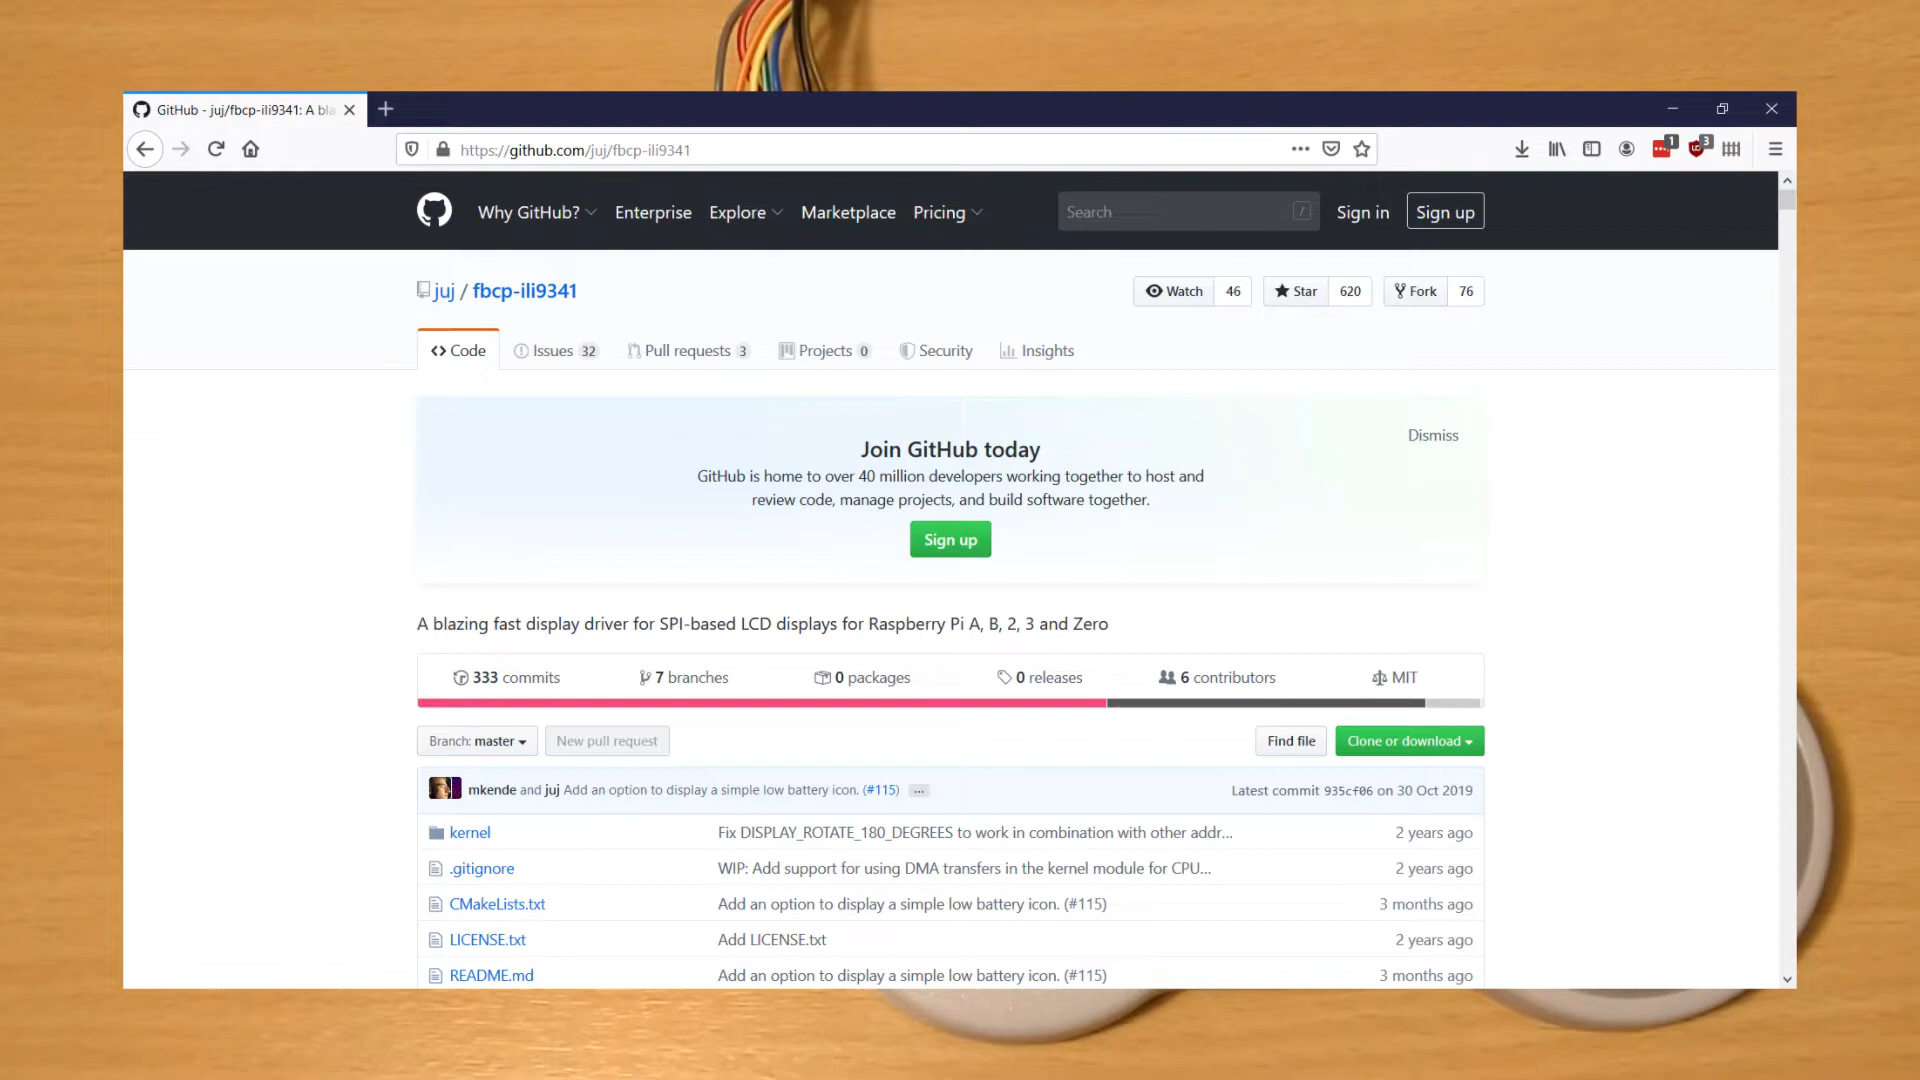 GitHub - juj/fbcp-ili9341: A bla
https://github.com/juj/fbcp-ili9341
1
3
Why GitHub? Enterprise Explore Marketplace Pricing
Search /
Sign in Sign up
juj / fbcp-ili9341
Watch 46 Star 620 Fork 76
Code Issues 32 Pull requests 3 Projects 0 Security Insights
Dismiss
Join GitHub today
GitHub is home to over 40 million developers working together to host and
review code, manage projects, and build software together.
Sign up
A blazing fast display driver for SPI-based LCD displays for Raspberry Pi A, B, 2, 3 and Zero
333 commits 7 branches 0 packages 0 releases 6 contributors MIT
Branch: master New pull request Find file Clone or download
mkende and juj Add an option to display a simple low battery icon. (#115) ... Latest commit 935cf06 on 30 Oct 2019
kernel Fix DISPLAY_ROTATE_180_DEGREES to work in combination with other addr... 2 years ago
.gitignore WIP: Add support for using DMA transfers in the kernel module for CPU... 2 years ago
CMakeLists.txt Add an option to display a simple low battery icon. (#115) 3 months ago
LICENSE.txt Add LICENSE.txt 2 years ago
README.md Add an option to display a simple low battery icon. (#115) 3 months ago